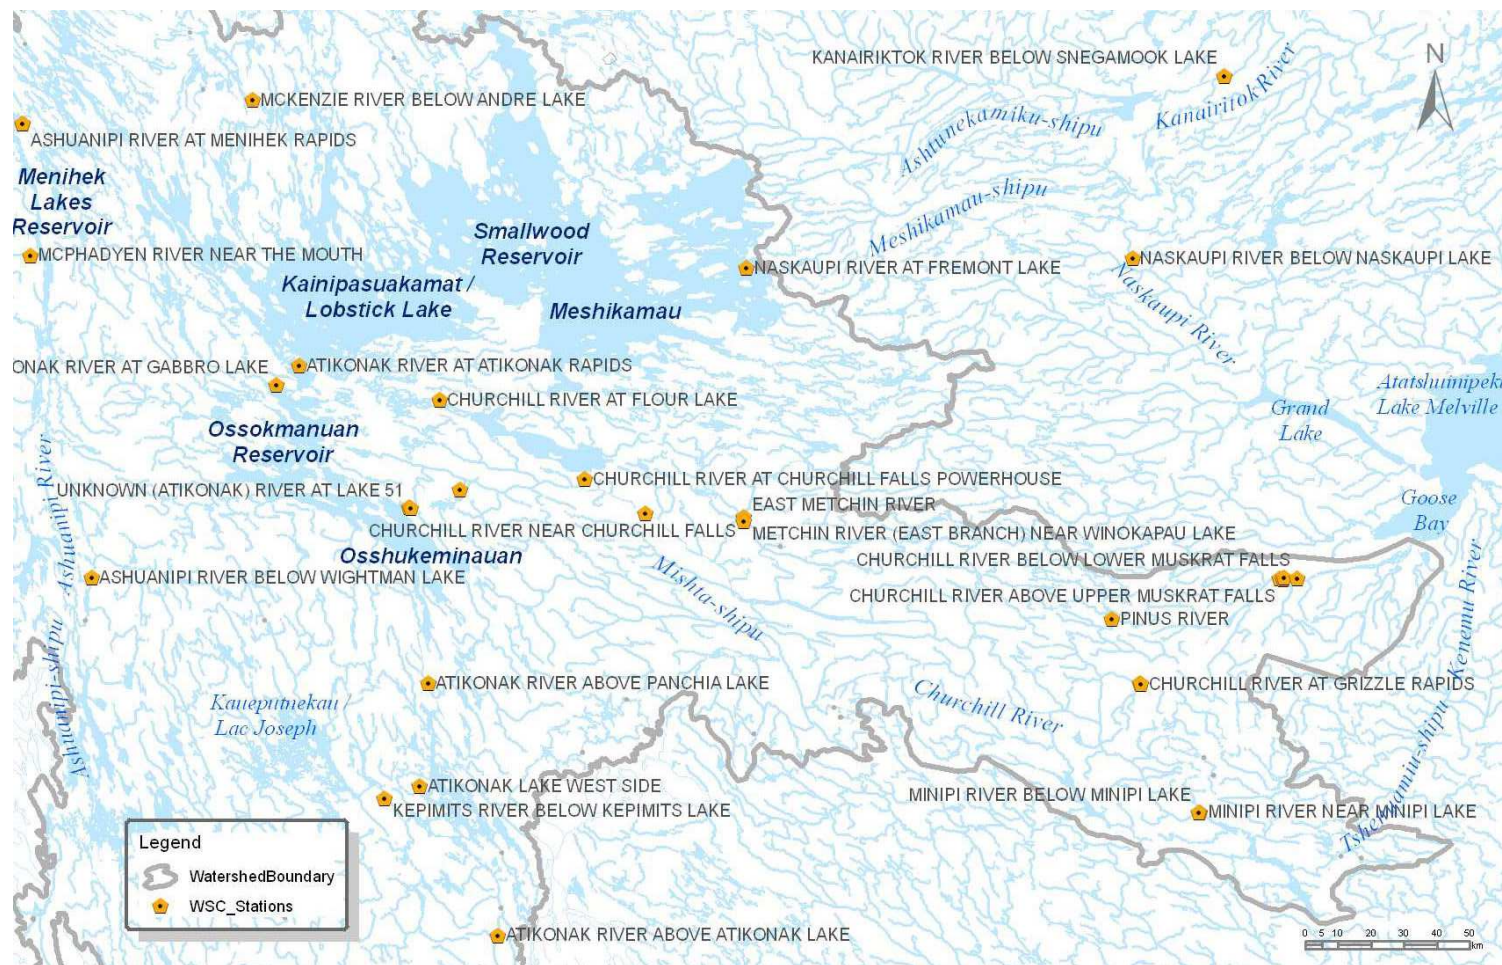 KANAIRIKTOK RIVER BELOW SNEGAMOOK LAKE
N
MCKENZIE RIVER BELOW ANDRE LAKE
Kanairitok River
Ashtunekamiku-shipu
ASHUANIPI RIVER AT MENIHEK RAPIDS
Menihek
Lakes
Reservoir
Meshikamau-shipu
Smallwood
Reservoir
MCPHADYEN RIVER NEAR THE MOUTH
NASKAUPI RIVER AT FREMONT LAKE
NASKAUPI RIVER BELOW NASKAUPI LAKE
Kainipasuakamat /
Lobstick Lake
Meshikamau
Naskaupi River
ONAK RIVER AT GABBRO LAKE
ATIKONAK RIVER AT ATIKONAK RAPIDS
Atatshuinipek
Lake Melville
CHURCHILL RIVER AT FLOUR LAKE
Grand
Lake
Ossokmanuan
Reservoir
CHURCHILL RIVER AT CHURCHILL FALLS POWERHOUSE
UNKNOWN (ATIKONAK) RIVER AT LAKE 51
EAST METCHIN RIVER
Goose
Bay
CHURCHILL RIVER NEAR CHURCHILL FALLS
METCHIN RIVER (EAST BRANCH) NEAR WINOKAPAU LAKE
Osshukeminauan
CHURCHILL RIVER BELOW LOWER MUSKRAT FALLS
ASHUANIPI RIVER BELOW WIGHTMAN LAKE
Mishta-shipu
CHURCHILL RIVER ABOVE UPPER MUSKRAT FALLS
PINUS RIVER
Ashuanipi-shipu Ashuanipi River
ATIKONAK RIVER ABOVE PANCHIA LAKE
CHURCHILL RIVER AT GRIZZLE RAPIDS
Kaueputnekau /
Lac Joseph
Churchill River
Tshenuamiu-shipu Kenemu River
ATIKONAK LAKE WEST SIDE
KEPIMITS RIVER BELOW KEPIMITS LAKE
MINIPI RIVER BELOW MINIPI LAKE
MINIPI RIVER NEAR MINIPI LAKE
Legend
WatershedBoundary
WSC_Stations
ATIKONAK RIVER ABOVE ATIKONAK LAKE
0 5 10 20 30 40 50
km